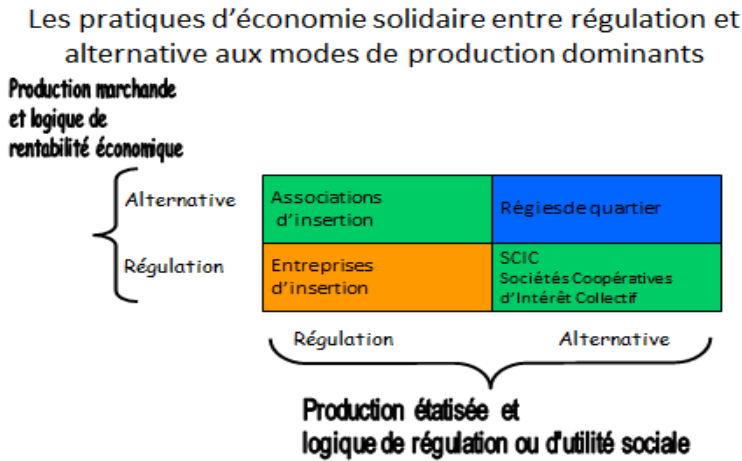 Les pratiques d'économie solidaire entre régulation et
alternative aux modes de production dominants
Production marchande
et logique de
rentabilité économique
Alternative
Associations
d'insertion
Régies de quartier
Régulation
Entreprises
d'insertion
SCIC
Sociétés Coopératives
d'Intérêt Collectif
Régulation
Alternative
Production étatisée et
logique de régulation ou d'utilité sociale